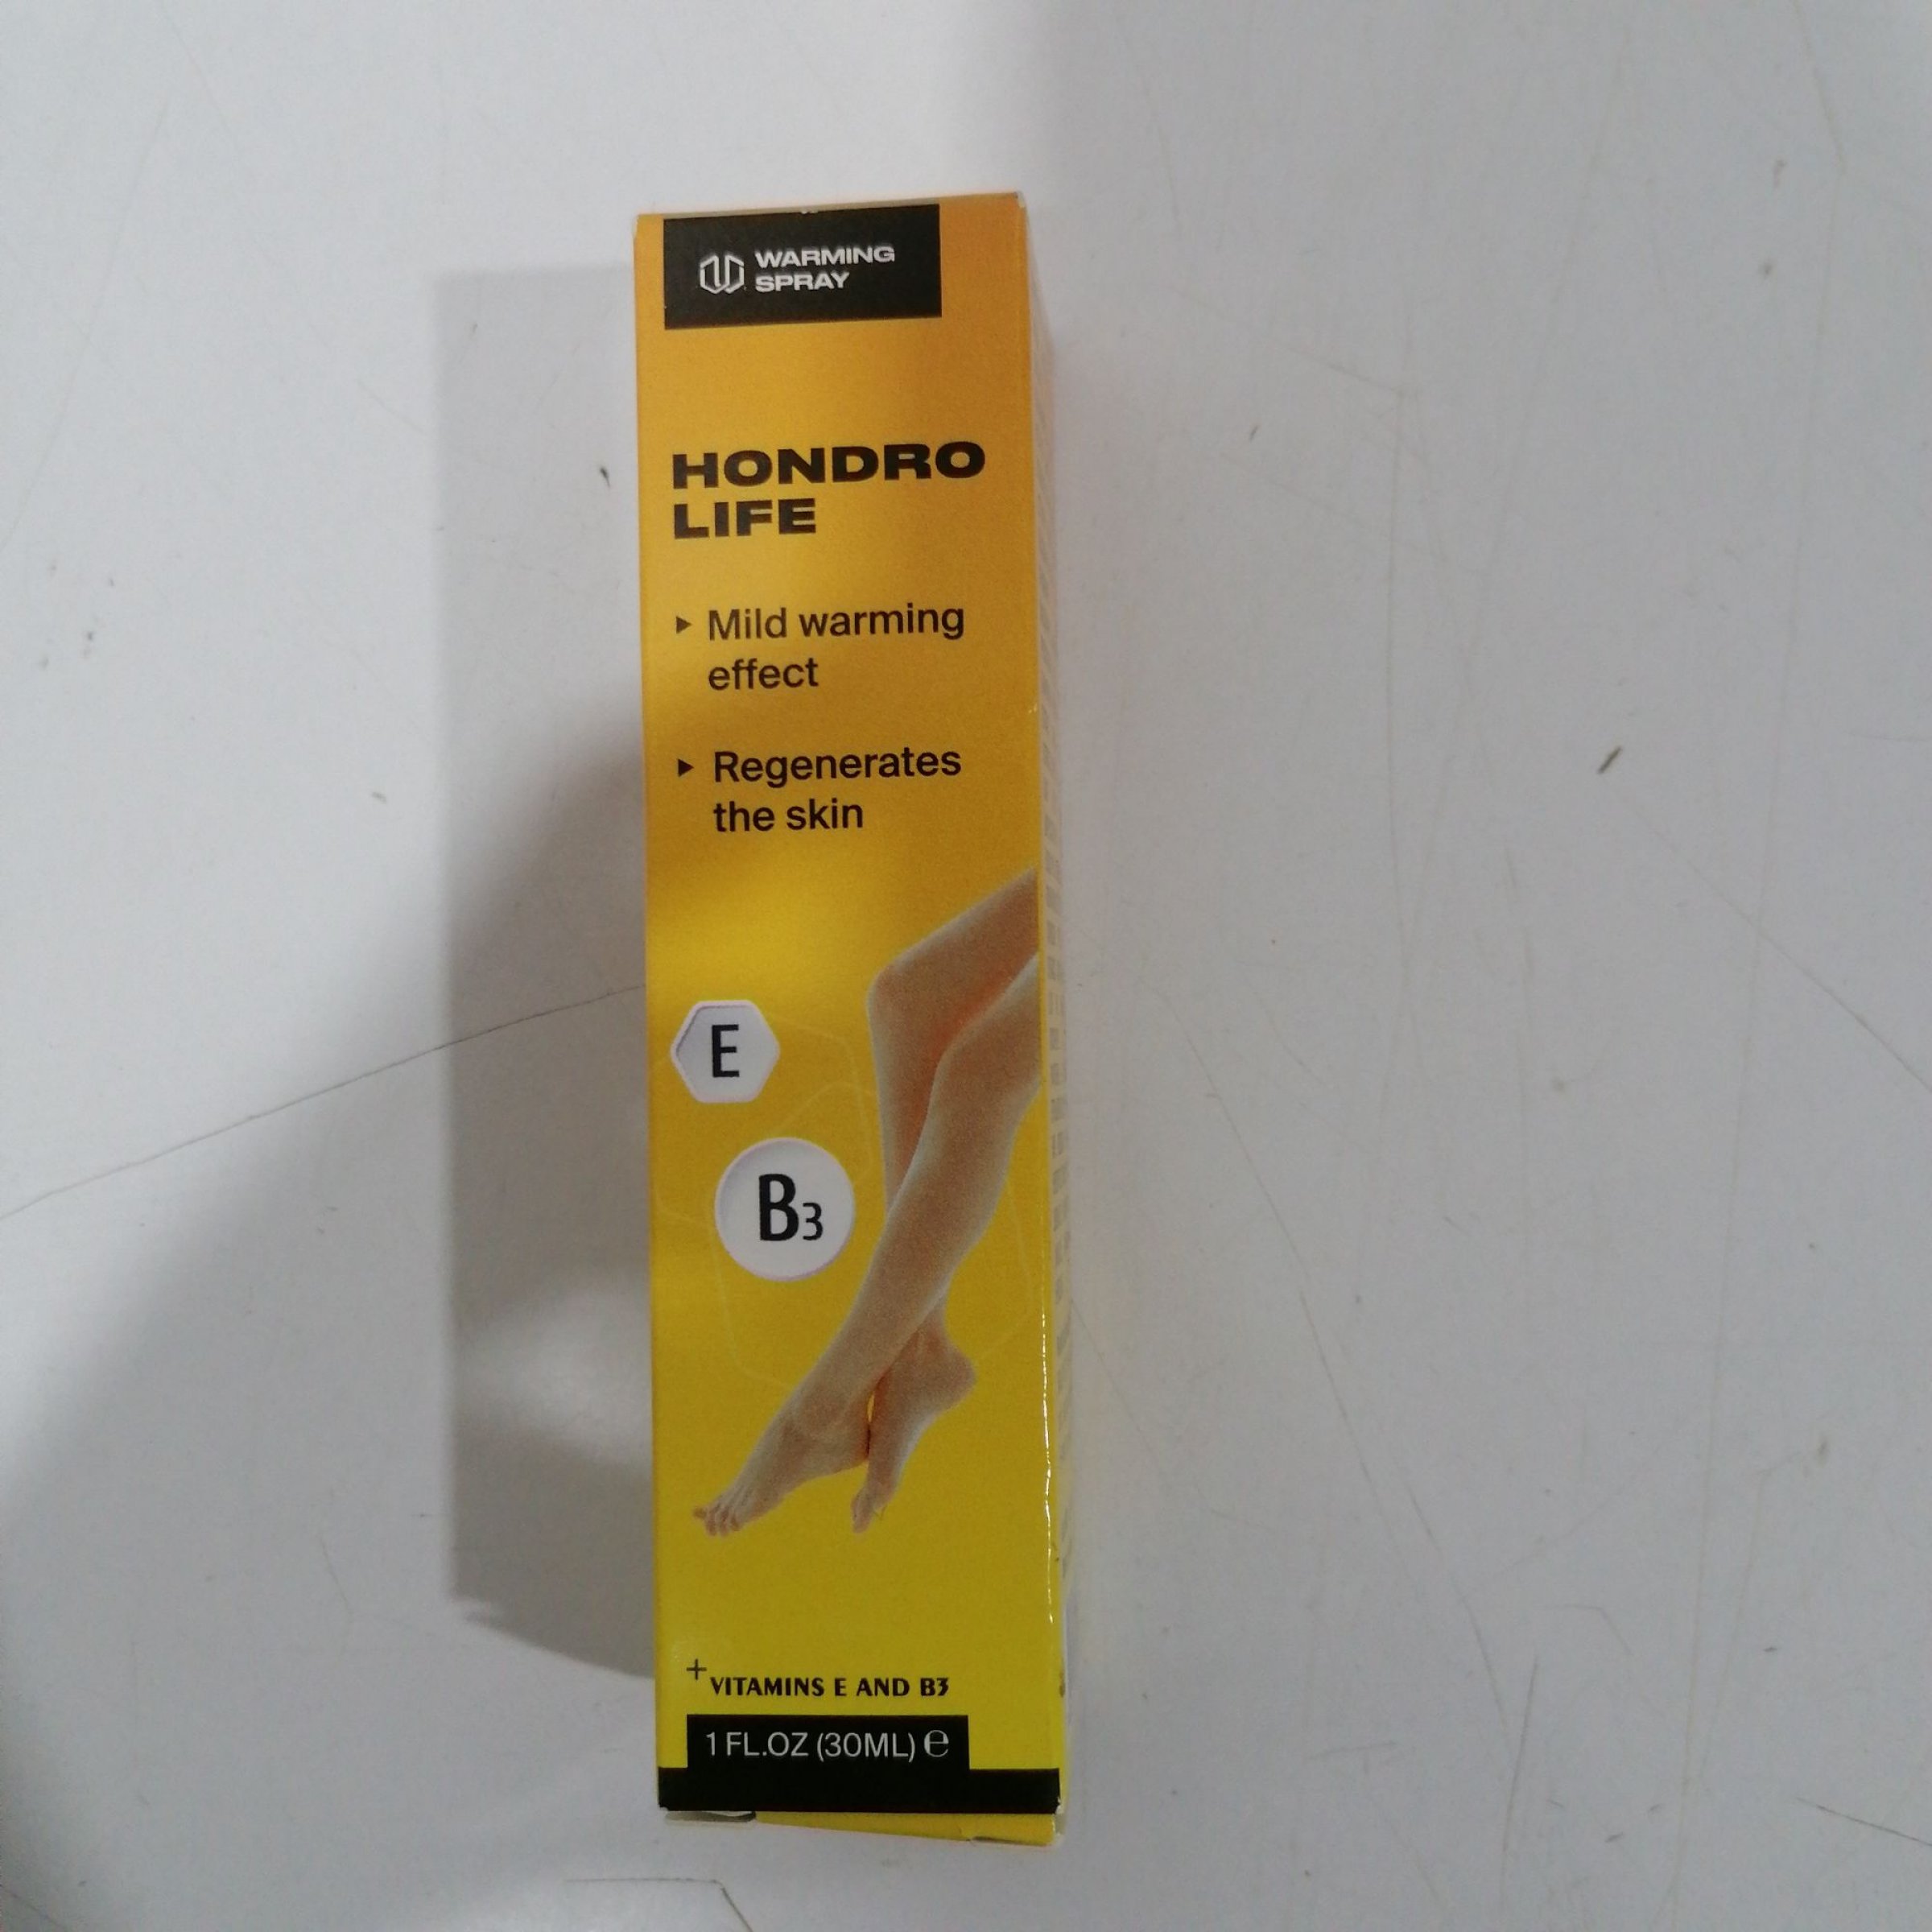 WARMING
SPRAY
HONDRO
LIFE
▸ Mild warming
effect
▸ Regenerates
the skin
E
B3
+ VITAMINS E AND B3
1 FL.OZ (30ML) ℮